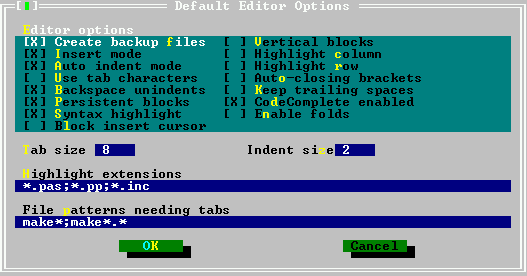 [■] Default Editor Options
Editor options
[X] Create backup files [ ] Vertical blocks
[X] Insert mode [ ] Highlight column
[X] Auto indent mode [ ] Highlight row
[ ] Use tab characters [ ] Auto-closing brackets
[X] Backspace unindents [ ] Keep trailing spaces
[X] Persistent blocks [X] CodeComplete enabled
[X] Syntax highlight [ ] Enable folds
[ ] Block insert cursor
Tab size 8 Indent size 2
Highlight extensions
*.pas;*.pp;*.inc
File patterns needing tabs
make*;make*.*
OK Cancel